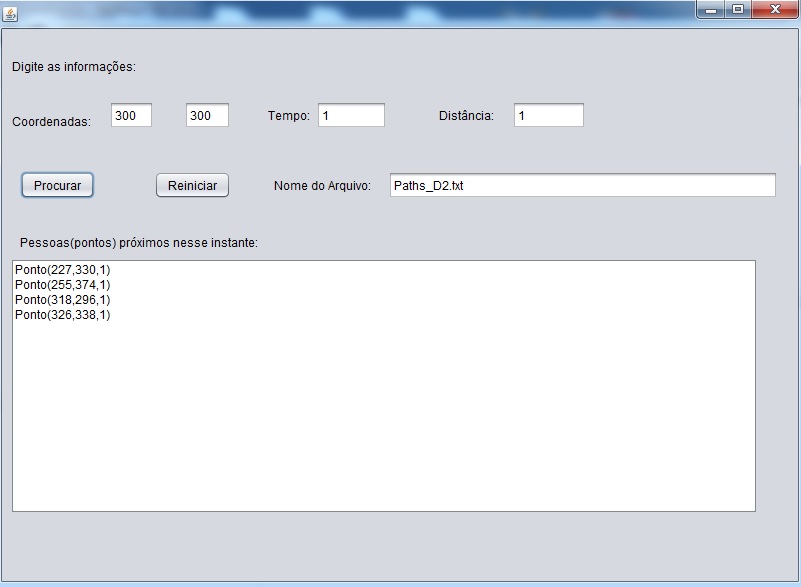 Digite as informações:
Coordenadas: 300 300 Tempo: 1 Distância: 1
Procurar Reiniciar Nome do Arquivo: Paths_D2.txt
Pessoas(pontos) próximos nesse instante:
Ponto(227,330,1)
Ponto(255,374,1)
Ponto(318,296,1)
Ponto(326,338,1)